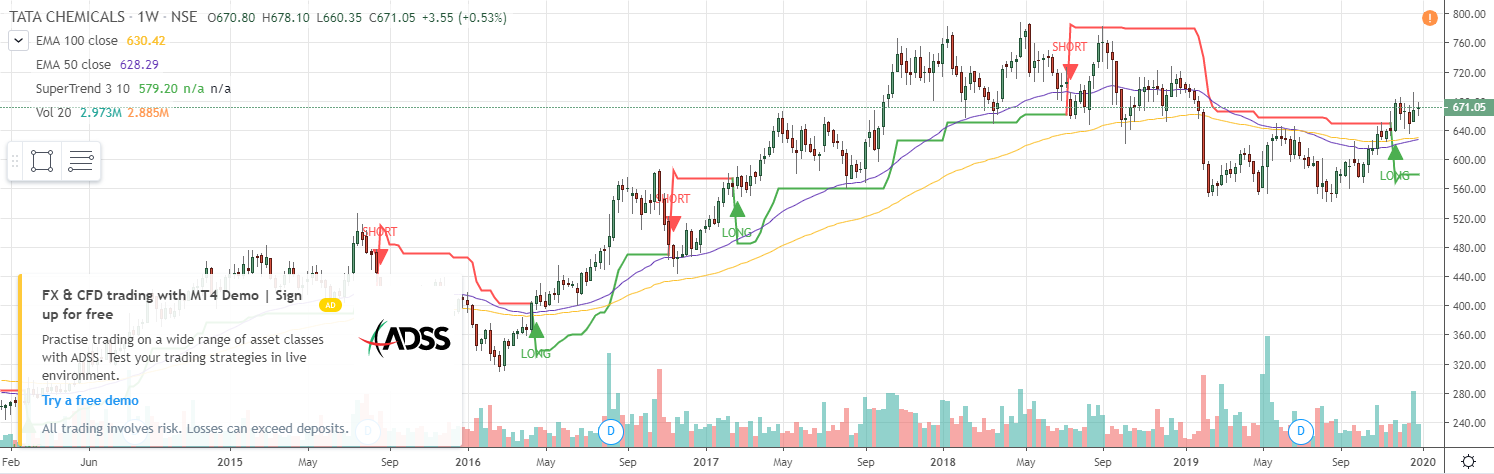 TATA CHEMICALS · 1W · NSE O670.80 H678.10 L660.35 C671.05 +3.55 (+0.53%)
EMA 100 close 630.42
EMA 50 close 628.29
SuperTrend 3 10 579.20 n/a n/a
Vol 20 2.973M 2.885M
800.00
760.00
720.00
671.05
640.00
600.00
560.00
520.00
480.00
440.00
400.00
360.00
320.00
280.00
240.00
SHORT
LONG
SHORT
LONG
SHORT
LONG
FX & CFD trading with MT4 Demo | Sign
up for free
AD
Practise trading on a wide range of asset classes
with ADSS. Test your trading strategies in live
environment.
Try a free demo
All trading involves risk. Losses can exceed deposits.
ADSS
D
D
Feb Jun 2015 May Sep 2016 May Sep 2017 May Sep 2018 May Sep 2019 May Sep 2020